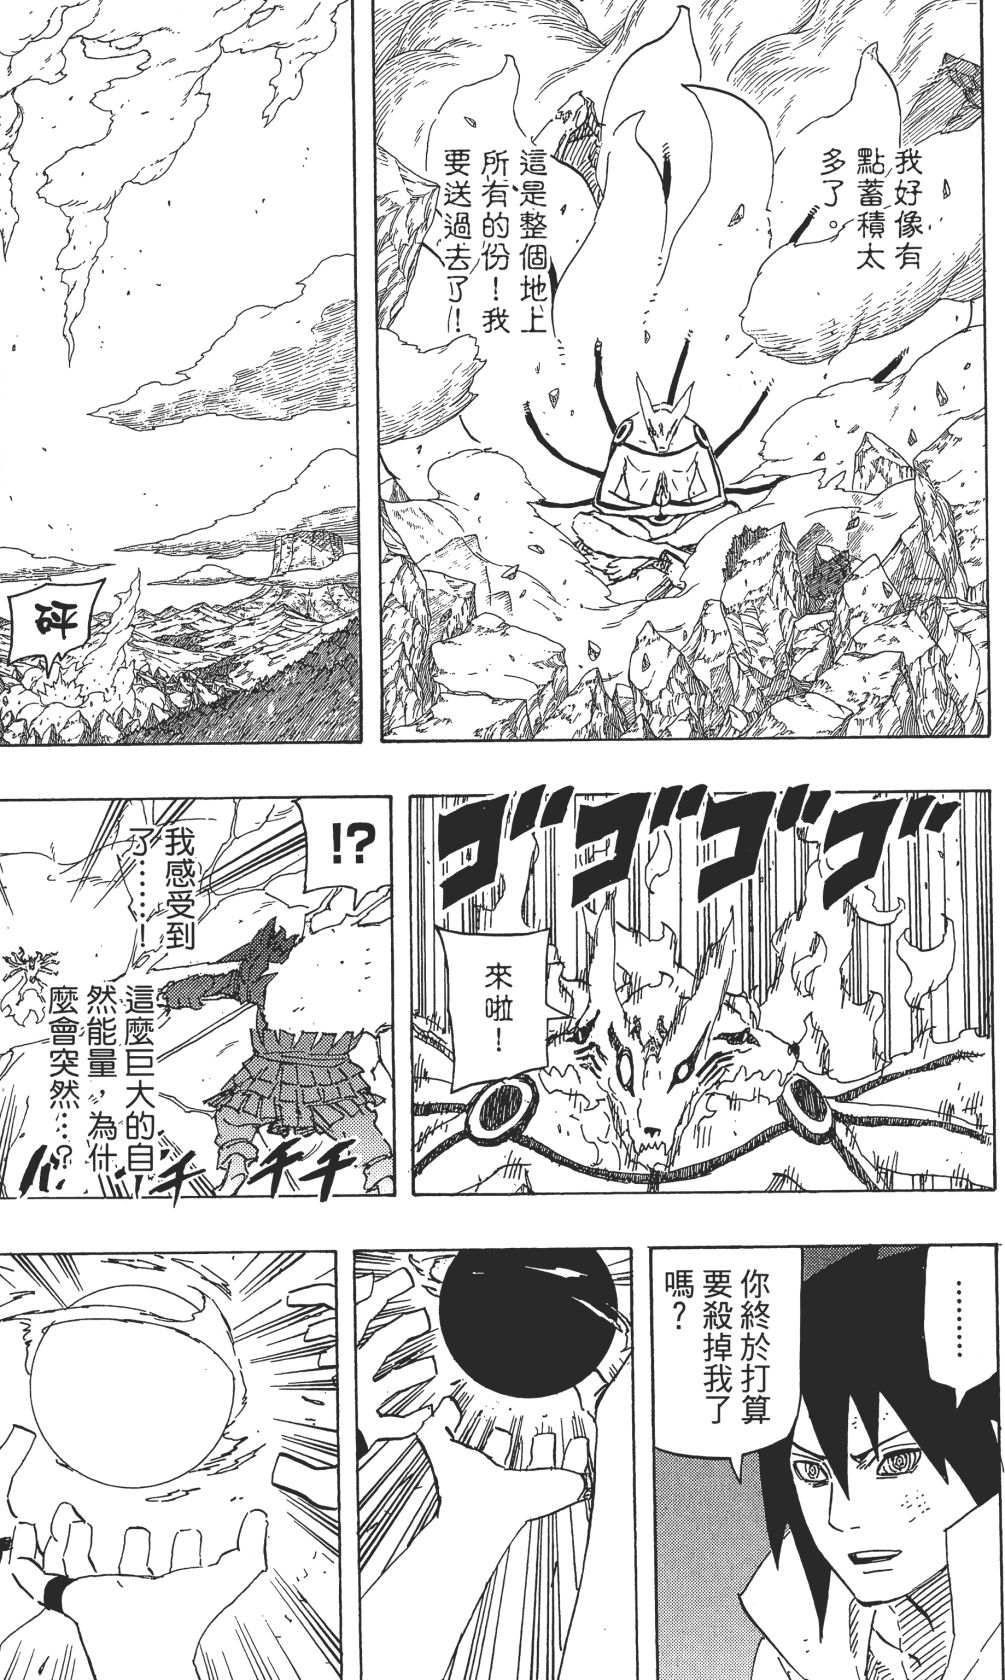 我好像有
點蓄積太
多了。
這是整個地上
所有的份！我
要送過去了！
ゴゴゴゴ
來啦！
!?
我感受到
了……！
這麼巨大的自
然能量，為什
麼會突然…？
チチチ
………
你終於打算
要殺掉我了
嗎？